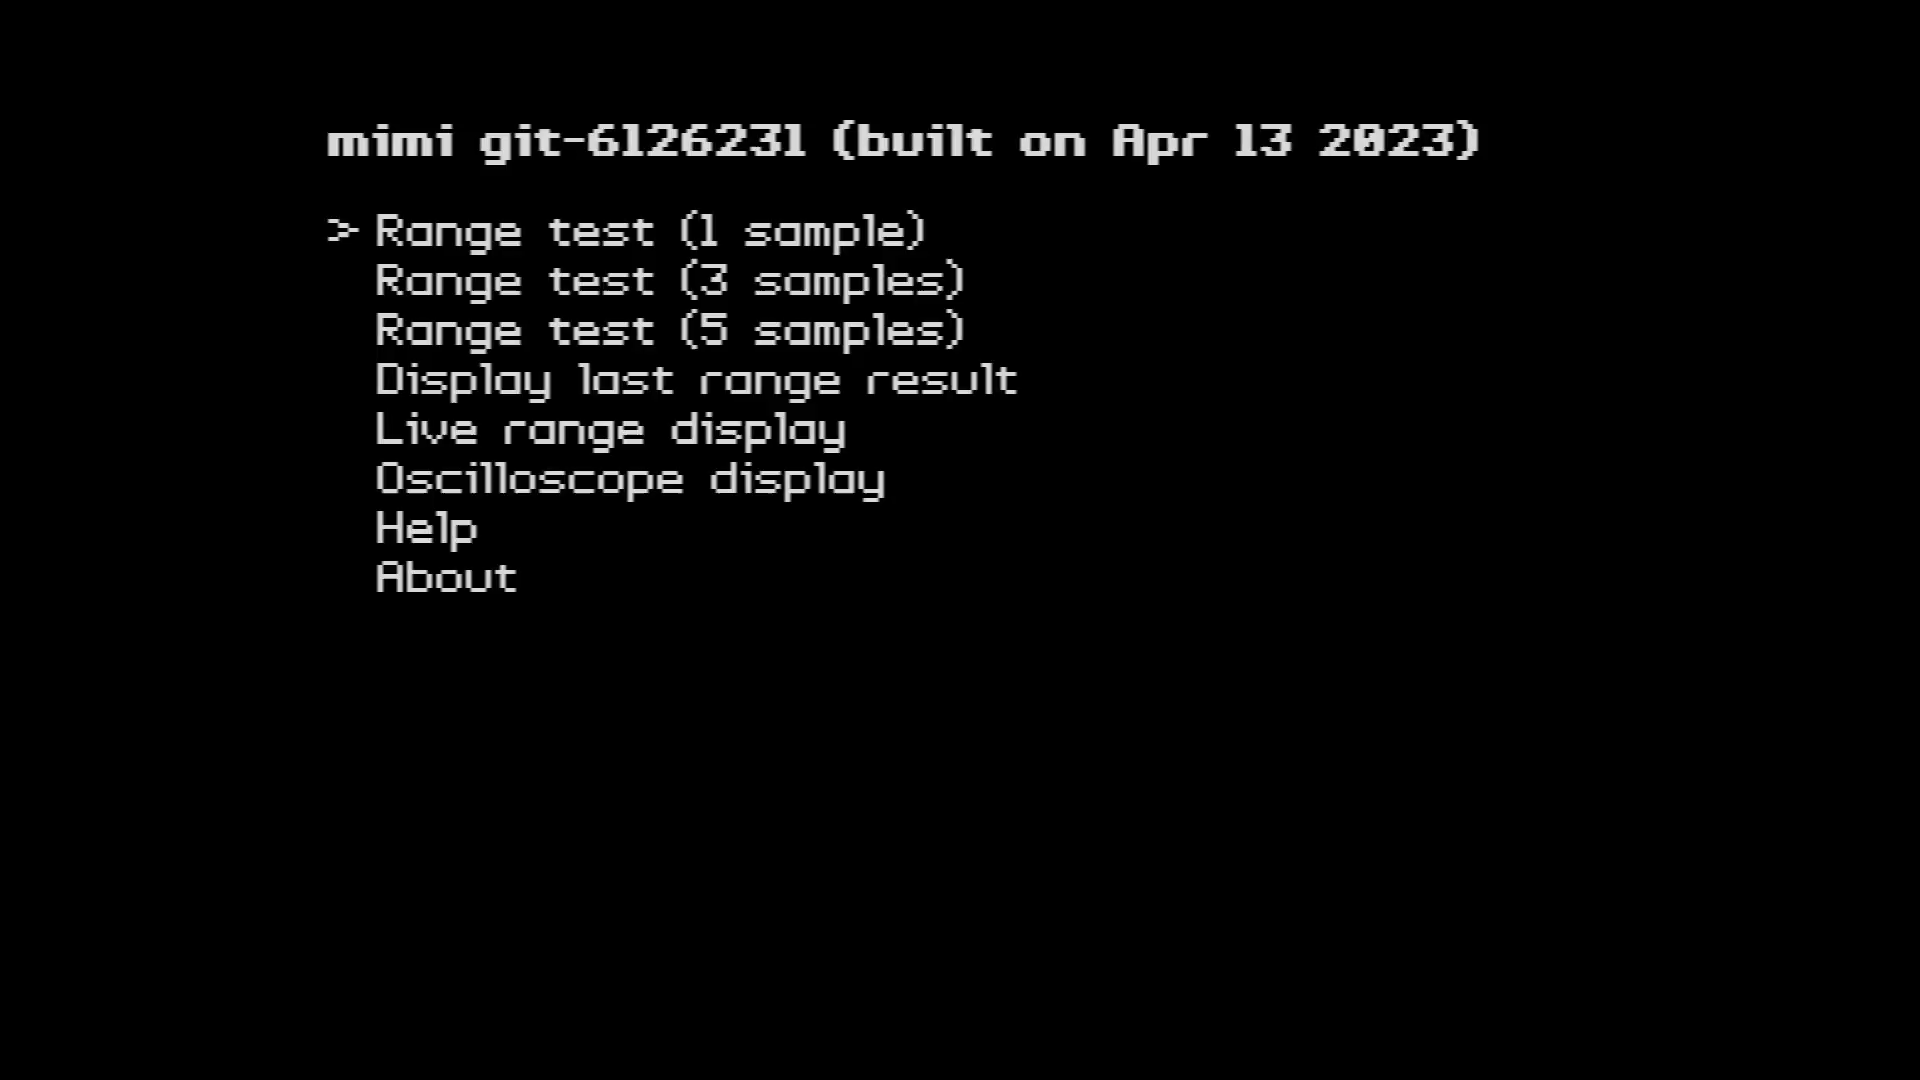 mimi git-6126231 (built on Apr 13 2023)
> Range test (1 sample)
Range test (3 samples)
Range test (5 samples)
Display last range result
Live range display
Oscilloscope display
Help
About